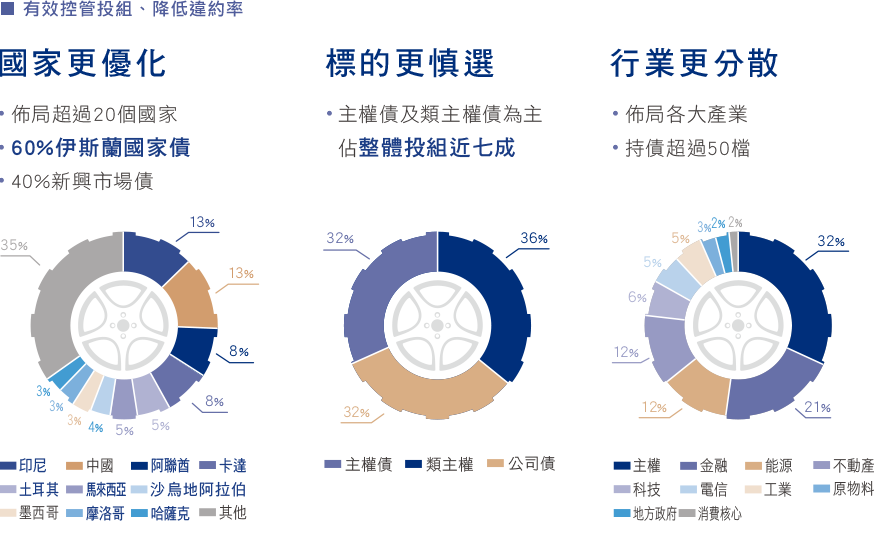 有效控管投組、降低違約率
國家更優化
• 佈局超過20個國家
• 60%伊斯蘭國家債
• 40%新興市場債
13%
13%
8%
8%
5%
5%
4%
3%
3%
3%
35%
印尼 中國 阿聯酋 卡達
土耳其 馬來西亞 沙烏地阿拉伯
墨西哥 摩洛哥 哈薩克 其他
標的更慎選
• 主權債及類主權債為主
佔整體投組近七成
32%
36%
32%
主權債 類主權 公司債
行業更分散
• 佈局各大產業
• 持債超過50檔
32%
21%
12%
12%
6%
5%
5%
3%
2%
2%
主權 金融 能源 不動產
科技 電信 工業 原物料
地方政府 消費核心